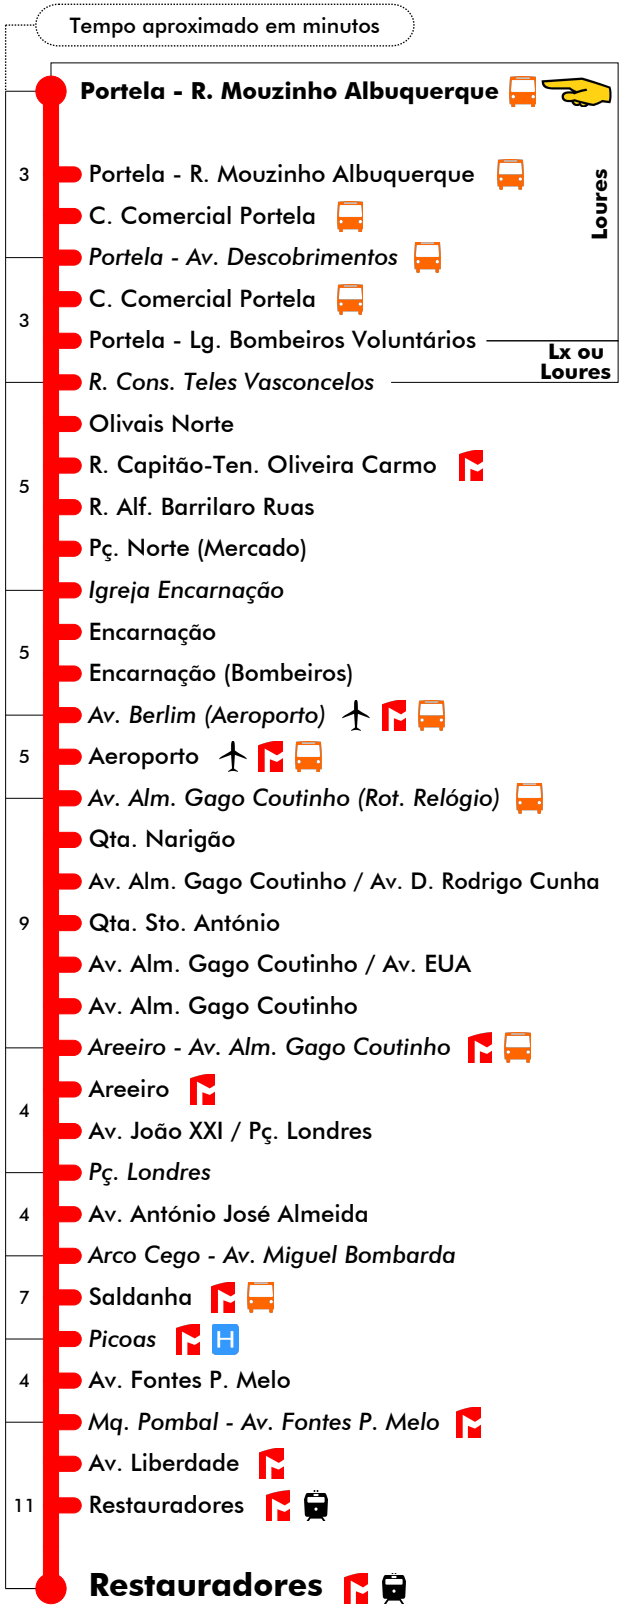 Tempo aproximado em minutos
Portela - R. Mouzinho Albuquerque
3 Portela - R. Mouzinho Albuquerque
Loures
C. Comercial Portela
Portela - Av. Descobrimentos
C. Comercial Portela
3
Portela - Lg. Bombeiros Voluntários
Lx ou
Loures
R. Cons. Teles Vasconcelos
Olivais Norte
R. Capitão-Ten. Oliveira Carmo
5
R. Alf. Barrilaro Ruas
Pç. Norte (Mercado)
Igreja Encarnação
Encarnação
5
Encarnação (Bombeiros)
Av. Berlim (Aeroporto)
5 Aeroporto
Av. Alm. Gago Coutinho (Rot. Relógio)
Qta. Narigão
Av. Alm. Gago Coutinho / Av. D. Rodrigo Cunha
9 Qta. Sto. António
Av. Alm. Gago Coutinho / Av. EUA
Av. Alm. Gago Coutinho
Areeiro - Av. Alm. Gago Coutinho
Areeiro
4
Av. João XXI / Pç. Londres
Pç. Londres
4 Av. António José Almeida
Arco Cego - Av. Miguel Bombarda
7 Saldanha
Picoas H
4 Av. Fontes P. Melo
Mq. Pombal - Av. Fontes P. Melo
Av. Liberdade
11 Restauradores
Restauradores